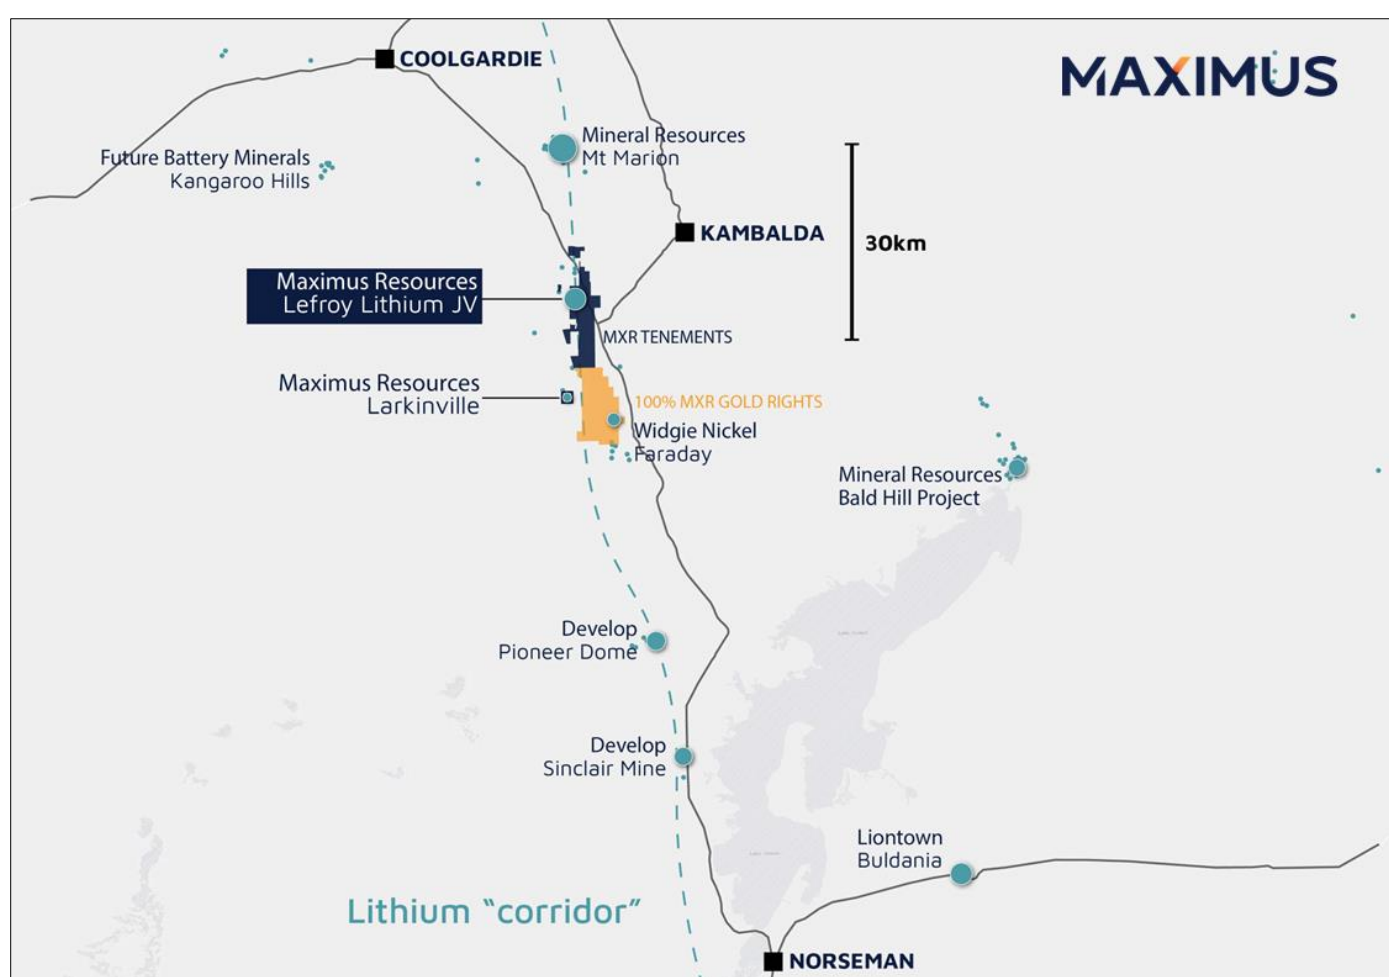 COOLGARDIE
MAXIMUS
Mineral Resources
Mt Marion
Future Battery Minerals
Kangaroo Hills
KAMBALDA
30km
Maximus Resources
Lefroy Lithium JV
MXR TENEMENTS
Maximus Resources
Larkinville
100% MXR GOLD RIGHTS
Widgie Nickel
Faraday
Mineral Resources
Bald Hill Project
Develop
Pioneer Dome
Develop
Sinclair Mine
Liontown
Buldania
Lithium “corridor”
NORSEMAN